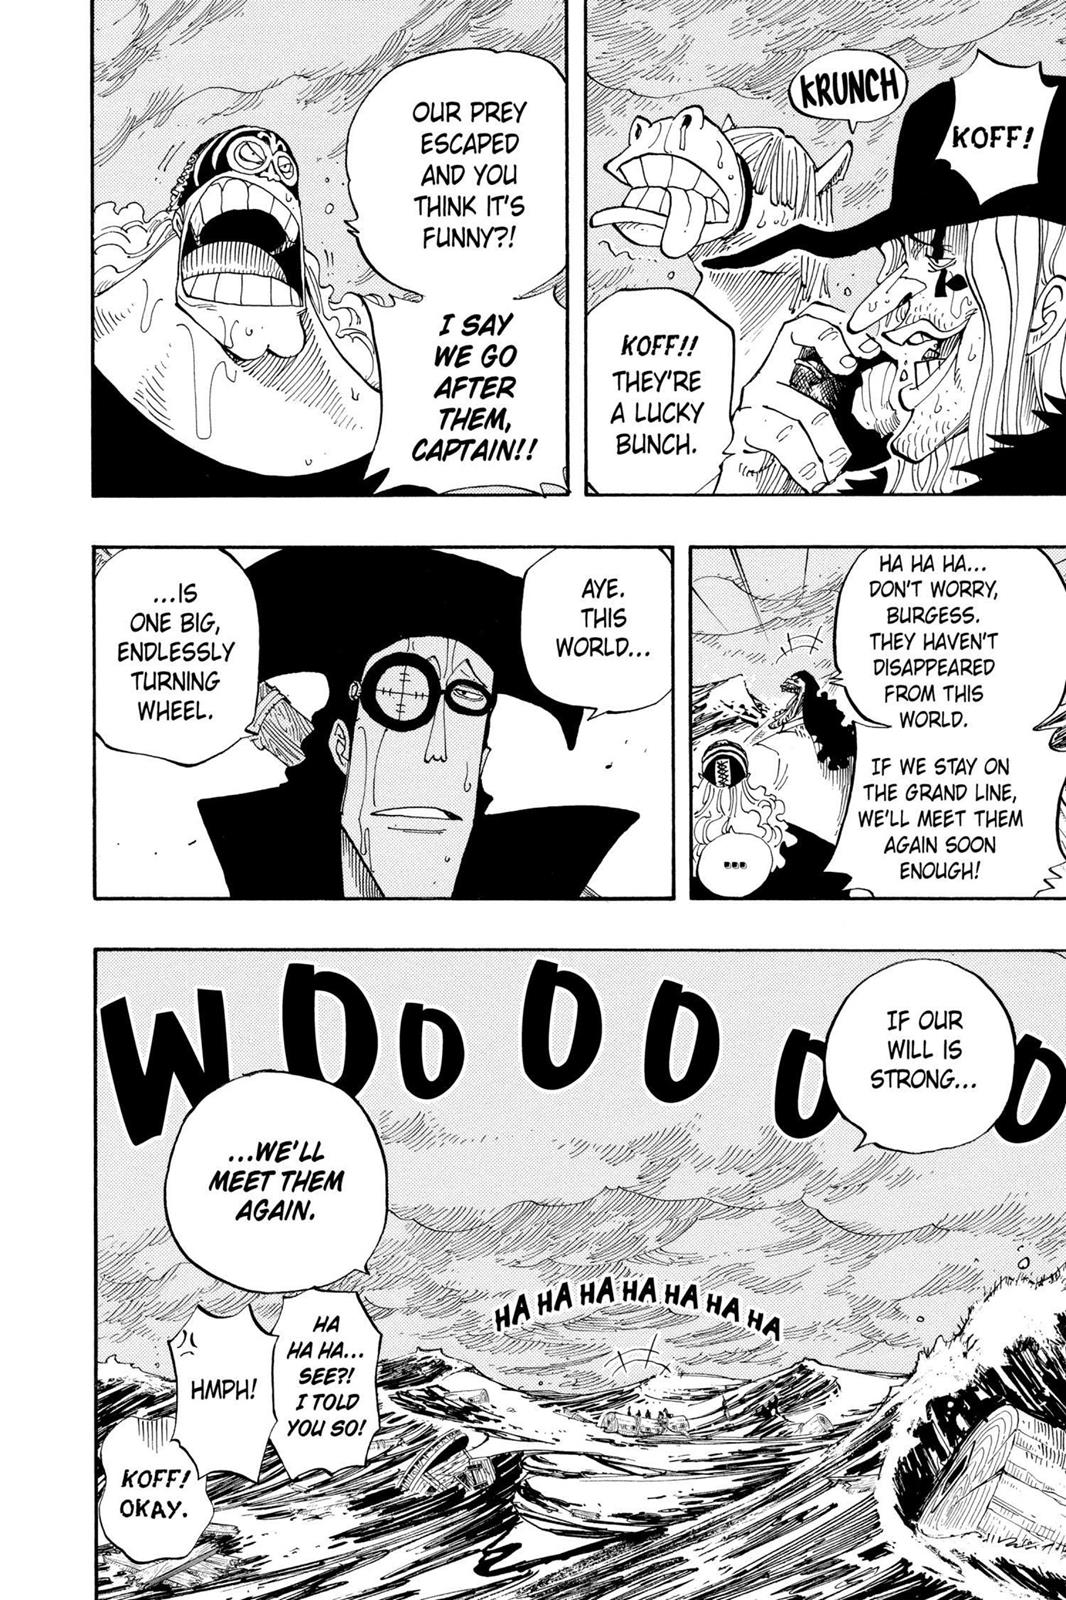 KOFF!
KRUNCH
KOFF!!
THEY'RE
A LUCKY
BUNCH.
OUR PREY
ESCAPED
AND YOU
THINK IT'S
FUNNY?!
I SAY
WE GO
AFTER
THEM,
CAPTAIN!!
HA HA HA...
DON'T WORRY,
BURGESS.
THEY HAVEN'T
DISAPPEARED
FROM THIS
WORLD.
IF WE STAY ON
THE GRAND LINE,
WE'LL MEET THEM
AGAIN SOON
ENOUGH!
...
AYE.
THIS
WORLD...
...IS
ONE BIG,
ENDLESSLY
TURNING
WHEEL.
IF OUR
WILL IS
STRONG...
WOOOOOOO
...WE'LL
MEET THEM
AGAIN.
HA HA HA HA HA HA HA
HA
HA HA...
SEE?!
I TOLD
YOU SO!
HMPH!
KOFF!
OKAY.